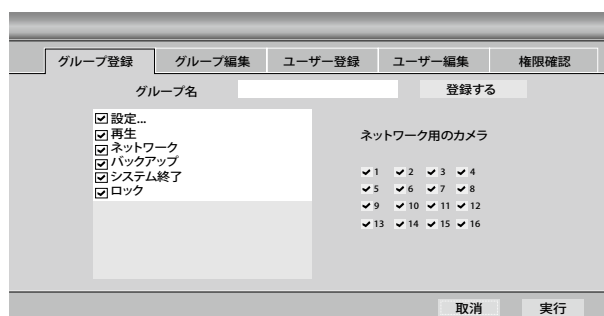 グループ登録 グループ編集 ユーザー登録 ユーザー編集 権限確認
グループ名 登録する
設定...
再生
ネットワーク
バックアップ
システム終了
ロック
ネットワーク用のカメラ
1 2 3 4
5 6 7 8
9 10 11 12
13 14 15 16
取消 実行